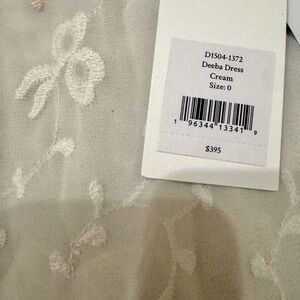 D1504-1372
Deeba Dress
Cream
Size: 0
1 96344 13341 9
$395